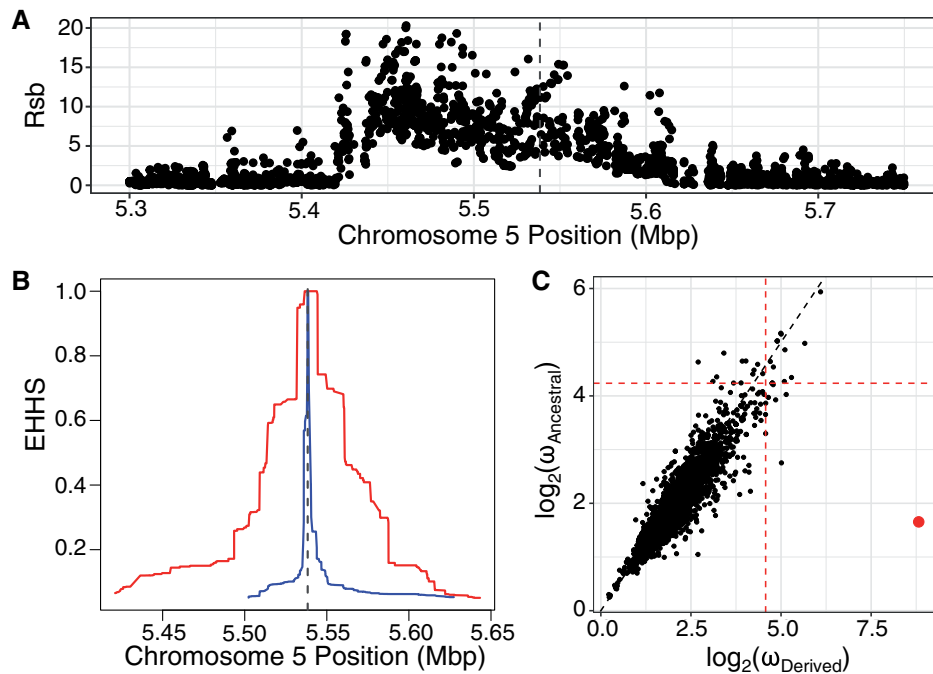 A
Rsb
20
15
10
5
0
5.3 5.4 5.5 5.6 5.7
Chromosome 5 Position (Mbp)
B
EHHS
1.0
0.8
0.6
0.4
0.2
5.45 5.50 5.55 5.60 5.65
Chromosome 5 Position (Mbp)
C
log₂(ω_Ancestral)
6
4
2
0
0.0 2.5 5.0 7.5
log₂(ω_Derived)